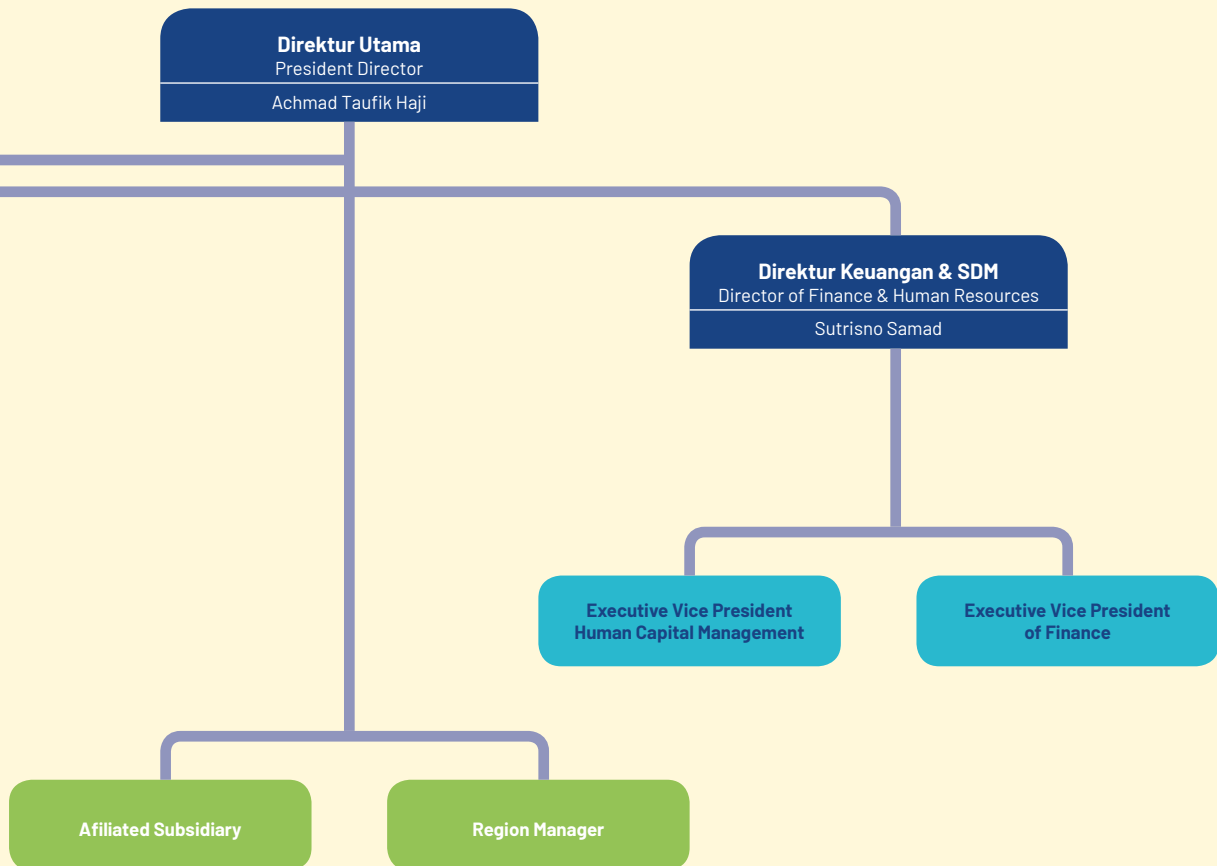 Direktur Utama
President Director
Achmad Taufik Haji
Direktur Keuangan & SDM
Director of Finance & Human Resources
Sutrisno Samad
Executive Vice President
Human Capital Management
Executive Vice President
of Finance
Afiliated Subsidiary
Region Manager